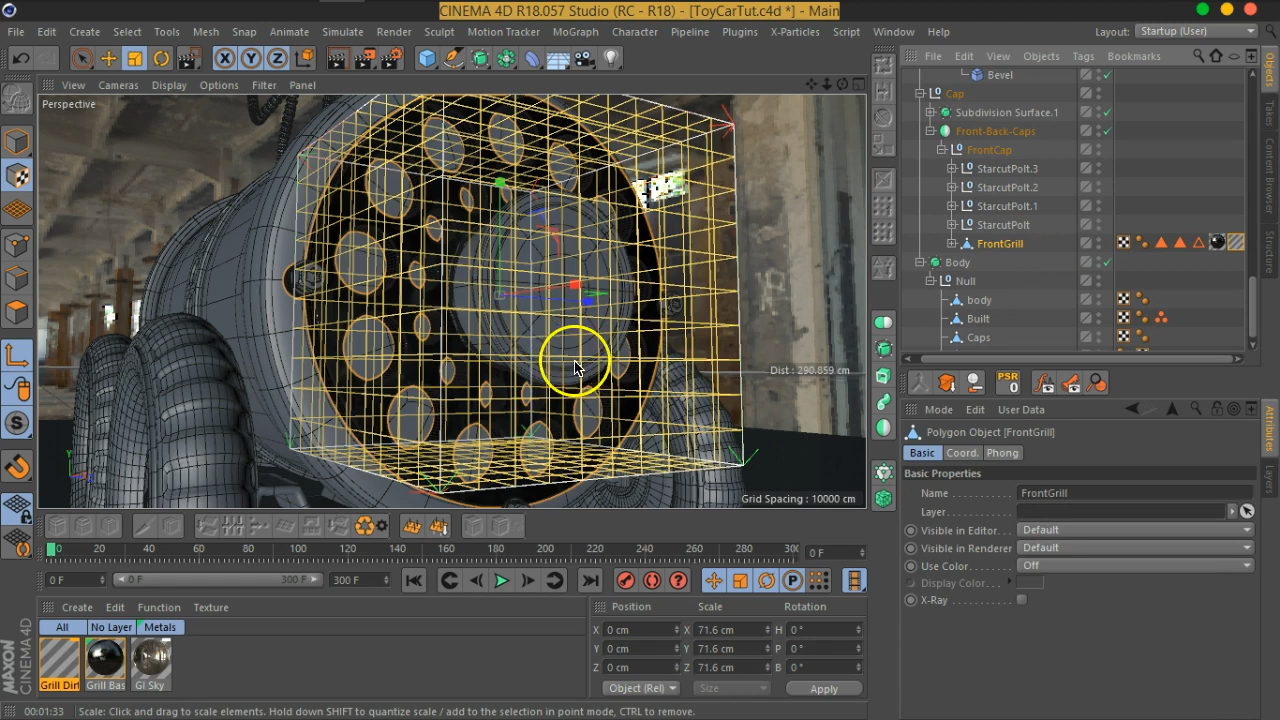 CINEMA 4D R18.057 Studio (RC - R18) - [ToyCarTut.c4d *] - Main
File Edit Create Select Tools Mesh Snap Animate Simulate Render Sculpt Motion Tracker MoGraph Character Pipeline Plugins X-Particles Script Window Help Layout: Startup (User)
X Y Z
File Edit View Objects Tags Bookmarks
View Cameras Display Options Filter Panel
Perspective
Bevel
Cap
Subdivision Surface.1
Front-Back-Caps
FrontCap
StarcutPolt.3
StarcutPolt.2
StarcutPolt.1
StarcutPolt
FrontGrill
Body
Null
body
Built
Caps
Objects
Takes
Content Browser
Structure
Dist : 290.859 cm
Y
Grid Spacing : 10000 cm
PSR
0
Mode Edit User Data
Polygon Object [FrontGrill]
Basic Coord. Phong
Basic Properties
Name FrontGrill
Layer
Visible in Editor Default
Visible in Renderer Default
Use Color Off
Display Color
X-Ray
Attributes
Layers
0 20 40 60 80 100 120 140 160 180 200 220 240 260 280 300 0 F
0 F 0 F 300 F 300 F
P
Create Edit Function Texture
All No Layer Metals
Grill Dirt Grill Bas GI Sky
MAXON
CINEMA 4D
Position Scale Rotation
X 0 cm X 71.6 cm H 0 °
Y 0 cm Y 71.6 cm P 0 °
Z 0 cm Z 71.6 cm B 0 °
Object (Rel) Size Apply
00:01:33 Scale: Click and drag to scale elements. Hold down SHIFT to quantize scale / add to the selection in point mode, CTRL to remove.